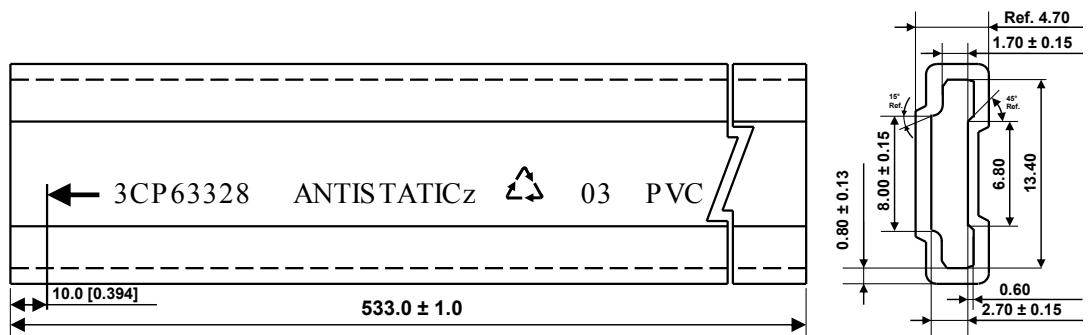 Ref. 4.70
1.70 ± 0.15
15° Ref.
45° Ref.
8.00 ± 0.15
6.80
13.40
3CP63328 ANTISTATICz 03 PVC
0.80 ± 0.13
10.0 [0.394]
533.0 ± 1.0
0.60
2.70 ± 0.15